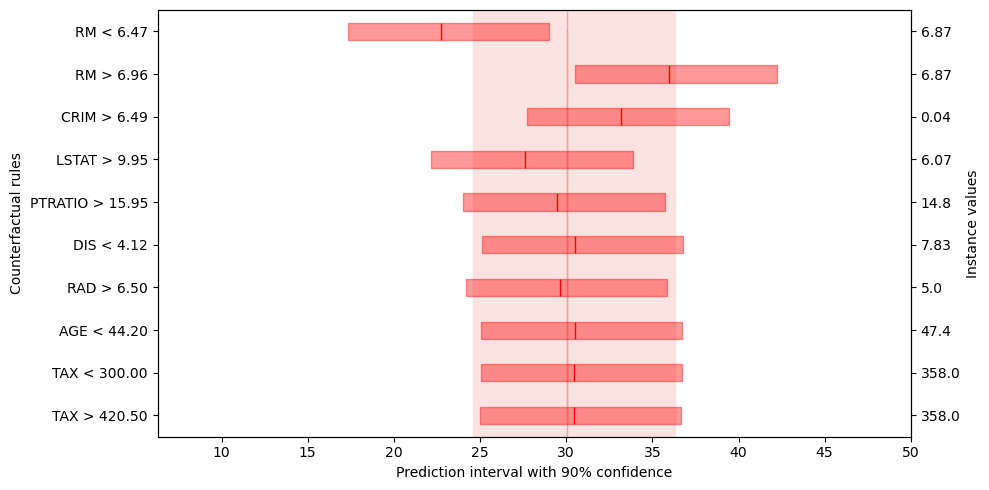 RM < 6.47
6.87
RM > 6.96
6.87
CRIM > 6.49
0.04
LSTAT > 9.95
6.07
PTRATIO > 15.95
14.8
DIS < 4.12
7.83
RAD > 6.50
5.0
AGE < 44.20
47.4
TAX < 300.00
358.0
TAX > 420.50
358.0
Counterfactual rules
Instance values
10 15 20 25 30 35 40 45 50
Prediction interval with 90% confidence